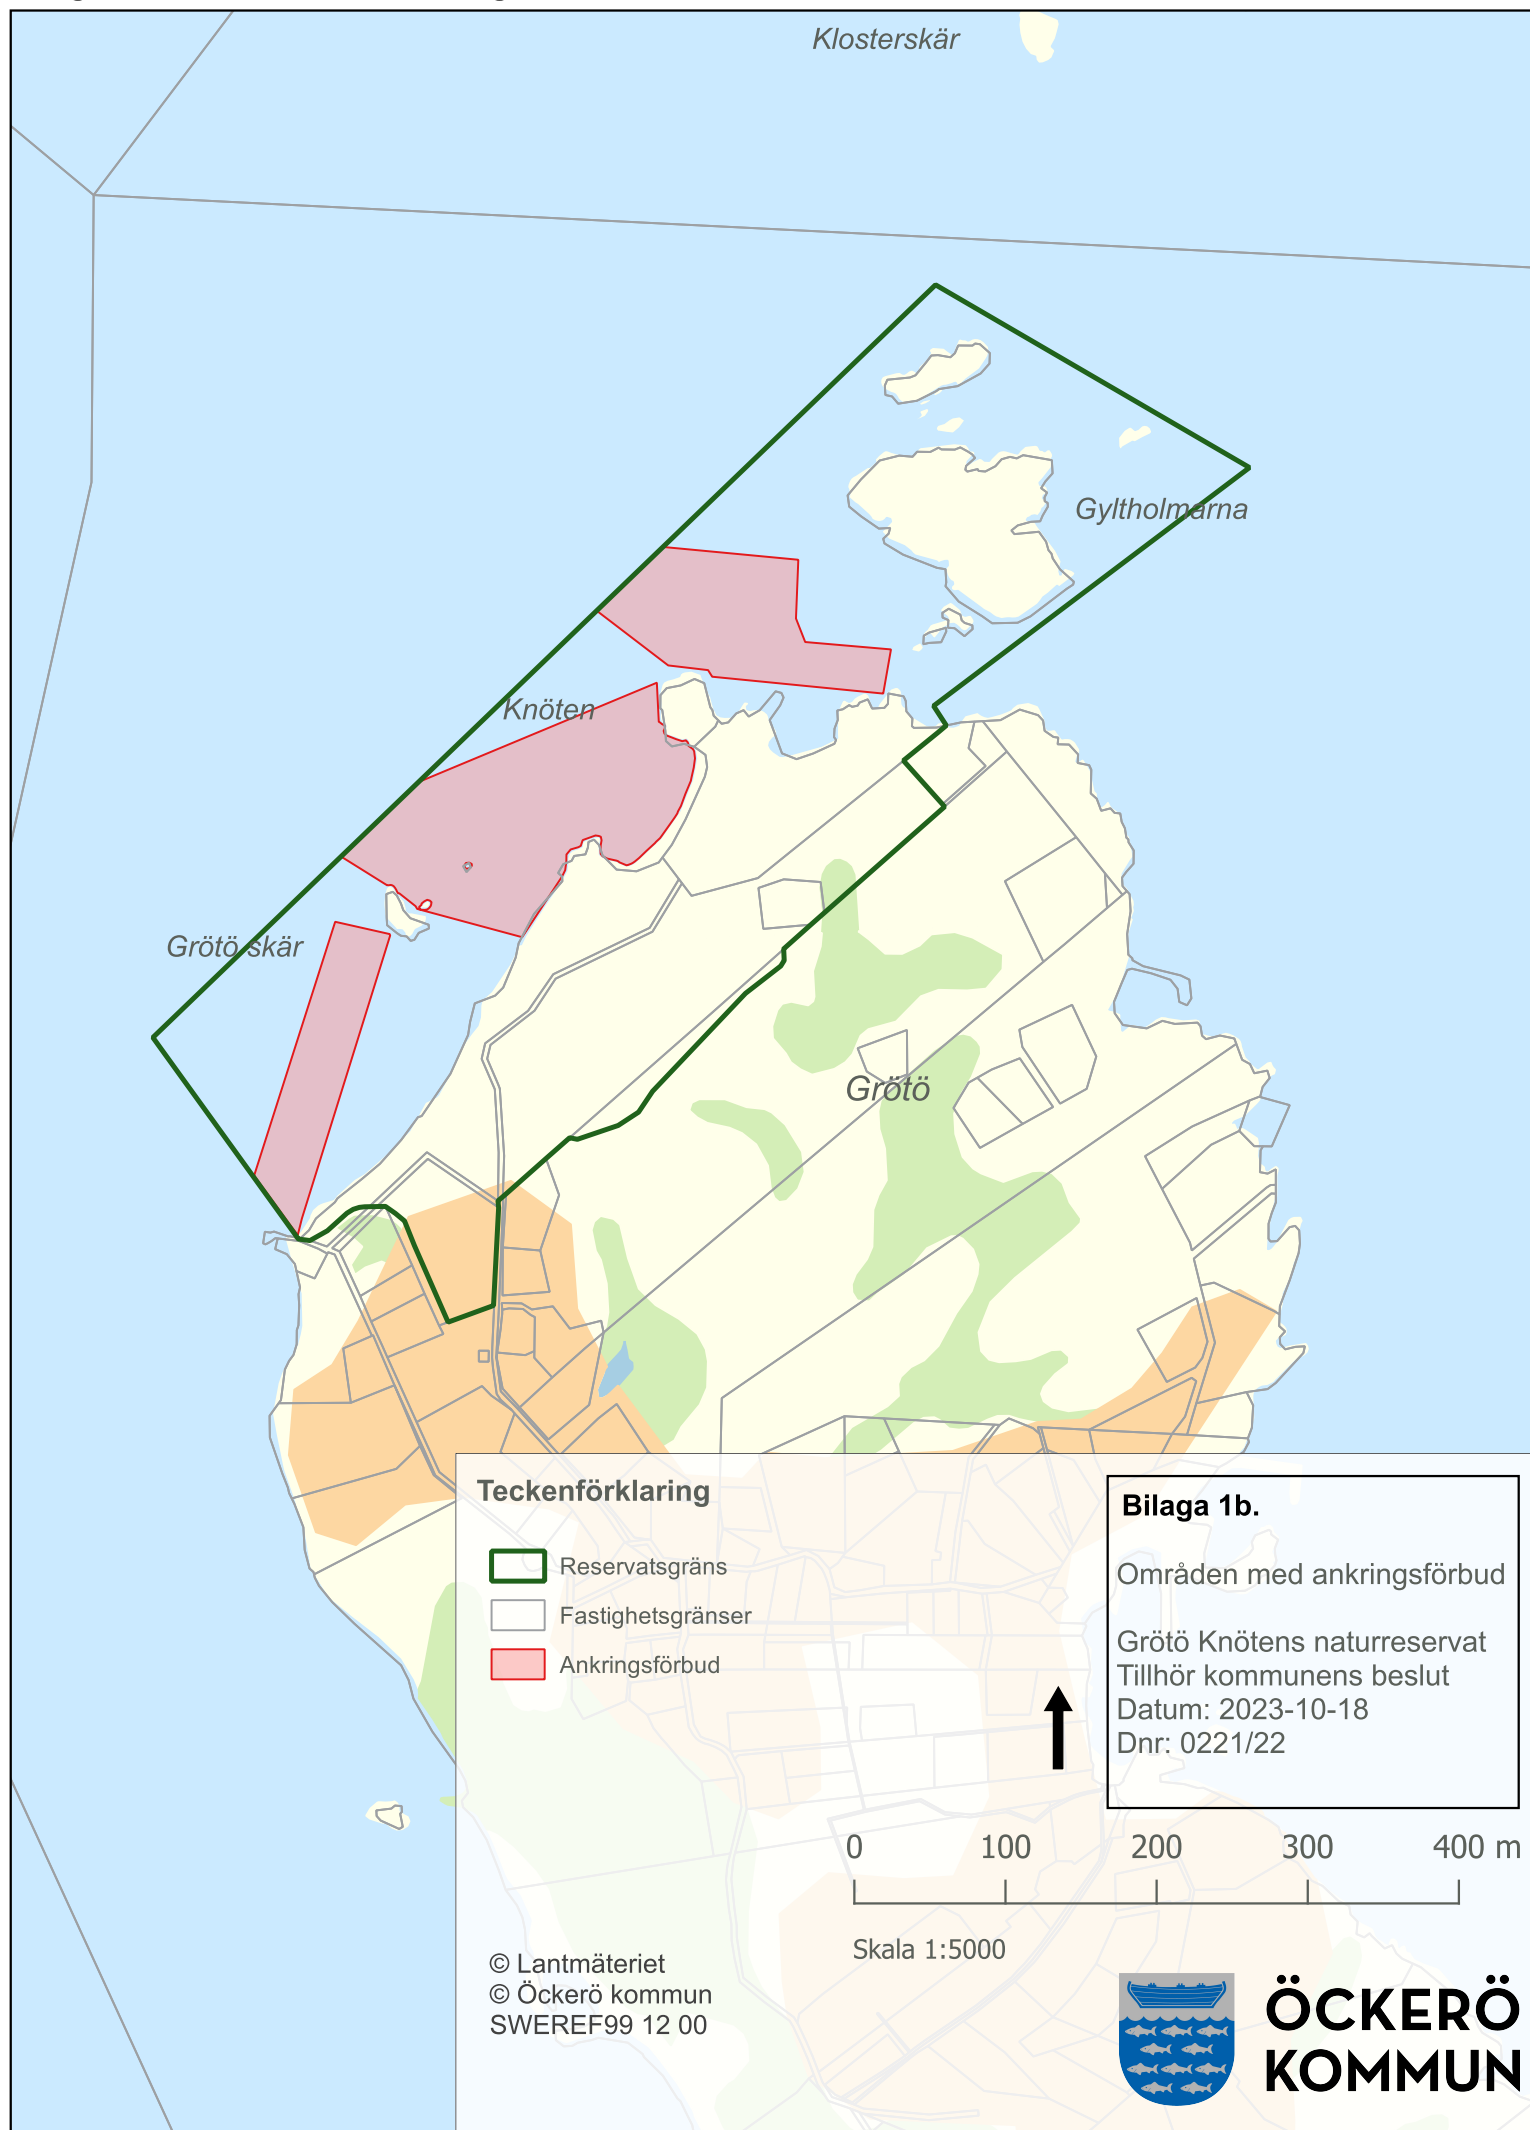 Klosterskär
Gyltholmarna
Knöten
Grötö skär
Grötö
Teckenförklaring
Reservatsgräns
Fastighetsgränser
Ankringsförbud
Bilaga 1b.
Områden med ankringsförbud
Grötö Knötens naturreservat
Tillhör kommunens beslut
Datum: 2023-10-18
Dnr: 0221/22
0 100 200 300 400 m
Skala 1:5000
© Lantmäteriet
© Öckerö kommun
SWEREF99 12 00
ÖCKERÖ
KOMMUN